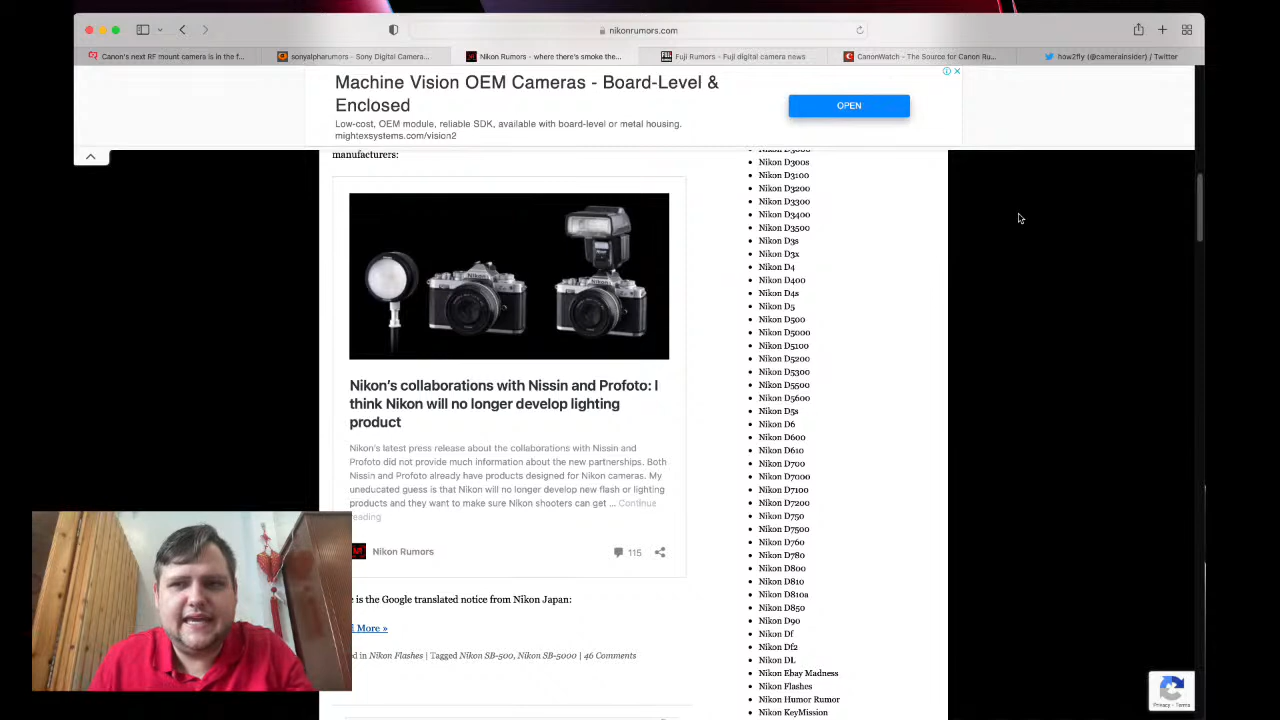 nikonrumors.com
Canon's next RF mount camera is in the f...
sonyalpharumors - Sony Digital Camera...
Nikon Rumors - where there's smoke the...
Fuji Rumors - Fuji digital camera news
CanonWatch - The Source for Canon Ru...
how2fly (@camerainsider) / Twitter
Machine Vision OEM Cameras - Board-Level &
Enclosed
Low-cost, OEM module, reliable SDK, available with board-level or metal housing.
mightexsystems.com/vision2
OPEN
manufacturers:
Nikon
Nikon
Nikon's collaborations with Nissin and Profoto: I
think Nikon will no longer develop lighting
product
Nikon's latest press release about the collaborations with Nissin and
Profoto did not provide much information about the new partnerships. Both
Nissin and Profoto already have products designed for Nikon cameras. My
uneducated guess is that Nikon will no longer develop new flash or lighting
products and they want to make sure Nikon shooters can get ... Continue
reading
Nikon Rumors
115
e is the Google translated notice from Nikon Japan:
More »
in Nikon Flashes | Tagged Nikon SB-500, Nikon SB-5000 | 46 Comments
Nikon D3000
Nikon D300s
Nikon D3100
Nikon D3200
Nikon D3300
Nikon D3400
Nikon D3500
Nikon D3s
Nikon D3x
Nikon D4
Nikon D400
Nikon D4s
Nikon D5
Nikon D500
Nikon D5000
Nikon D5100
Nikon D5200
Nikon D5300
Nikon D5500
Nikon D5600
Nikon D5s
Nikon D6
Nikon D600
Nikon D610
Nikon D700
Nikon D7000
Nikon D7100
Nikon D7200
Nikon D750
Nikon D7500
Nikon D760
Nikon D780
Nikon D800
Nikon D810
Nikon D810a
Nikon D850
Nikon D90
Nikon Df
Nikon Df2
Nikon DL
Nikon Ebay Madness
Nikon Flashes
Nikon Humor Rumor
Nikon KeyMission
Privacy - Terms